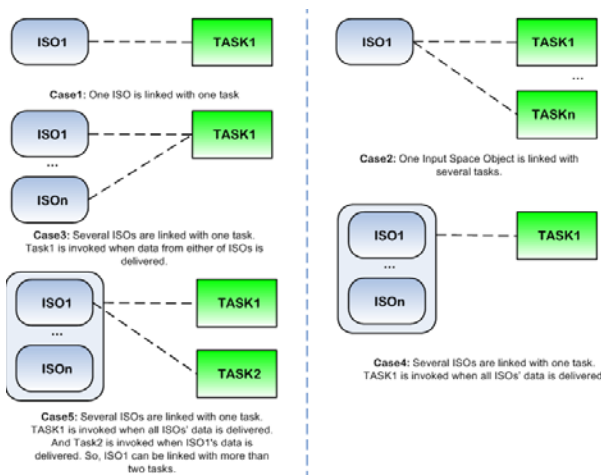 ISO1
TASK1
Case1: One ISO is linked with one task
ISO1
TASK1
...
ISOn
Case3: Several ISOs are linked with one task.
Task1 is invoked when data from either of ISOs is
delivered.
ISO1
TASK1
...
ISOn
TASK2
Case5: Several ISOs are linked with one task.
TASK1 is invoked when all ISOs' data is delivered.
And Task2 is invoked when ISO1's data is
delivered. So, ISO1 can be linked with more than
two tasks.
ISO1
TASK1
...
TASKn
Case2: One Input Space Object is linked with
several tasks.
ISO1
TASK1
...
ISOn
Case4: Several ISOs are linked with one task.
TASK1 is invoked when all ISOs' data is delivered